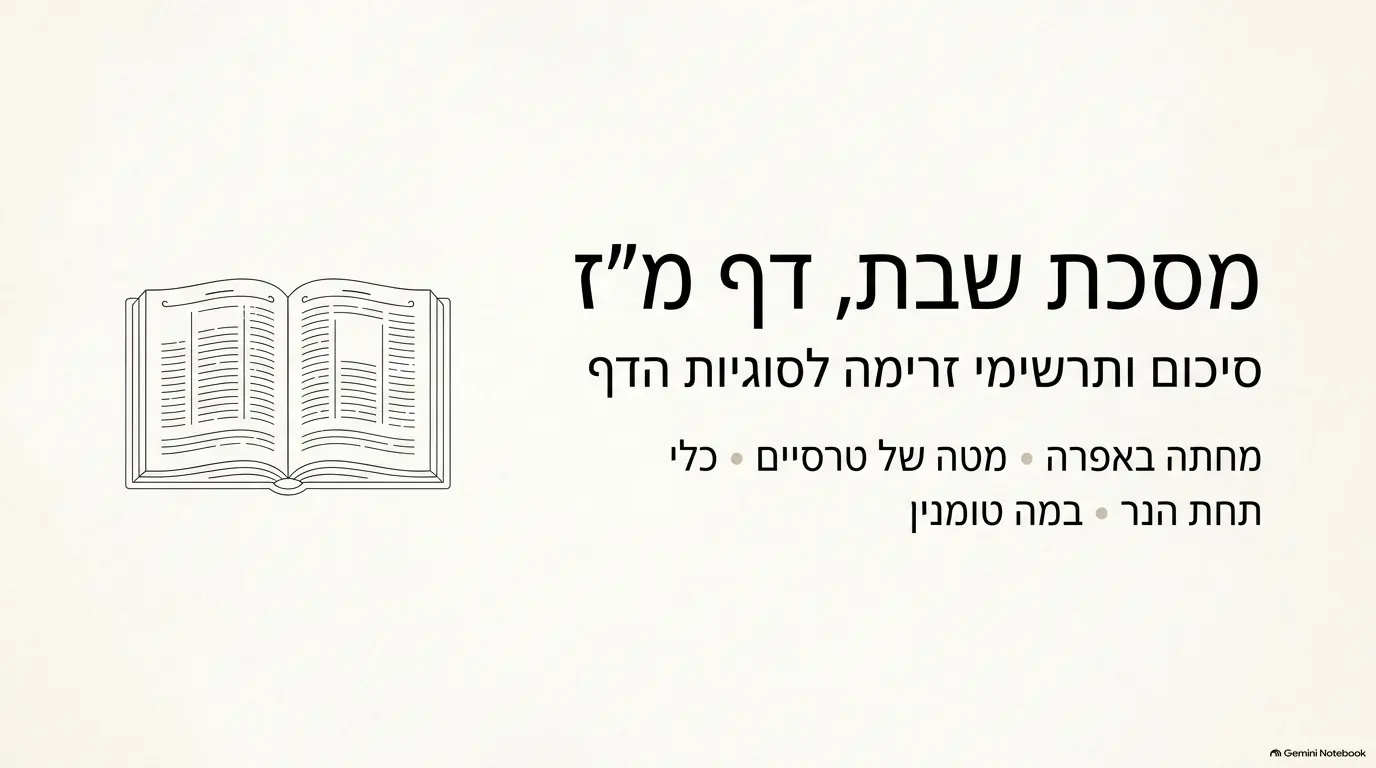 מסכת שבת, דף מ״ז
סיכום ותרשימי זרימה לסוגיות הדף
מחתה באפרה • מטה של טרסיים • כלי
תחת הנר • במה טומנין
Gemini Notebook